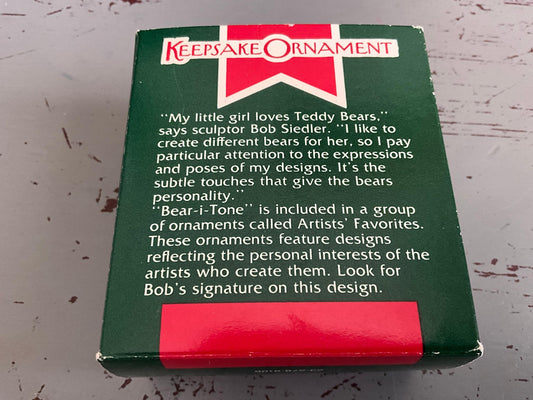 KEEPSAKE ORNAMENT
"My little girl loves Teddy Bears,"
says sculptor Bob Siedler. "I like to
create different bears for her, so I pay
particular attention to the expressions
and poses of my designs. It's the
subtle touches that give the bears
personality."
"Bear-i-Tone" is included in a group
of ornaments called Artists' Favorites.
These ornaments feature designs
reflecting the personal interests of the
artists who create them. Look for
Bob's signature on this design.